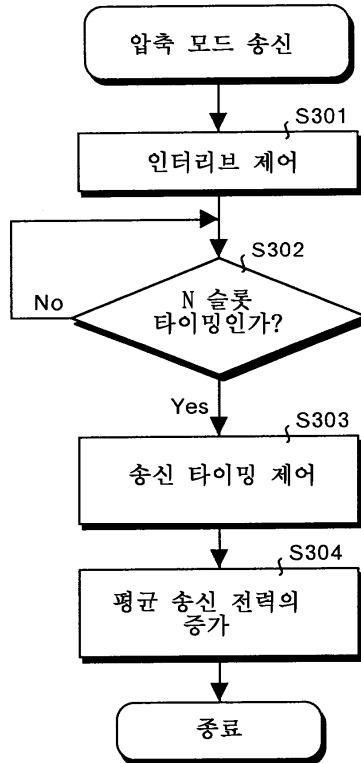 압축 모드 송신
S301
인터리브 제어
S302
N 슬롯
타이밍인가?
No
Yes
S303
송신 타이밍 제어
S304
평균 송신 전력의
증가
종료